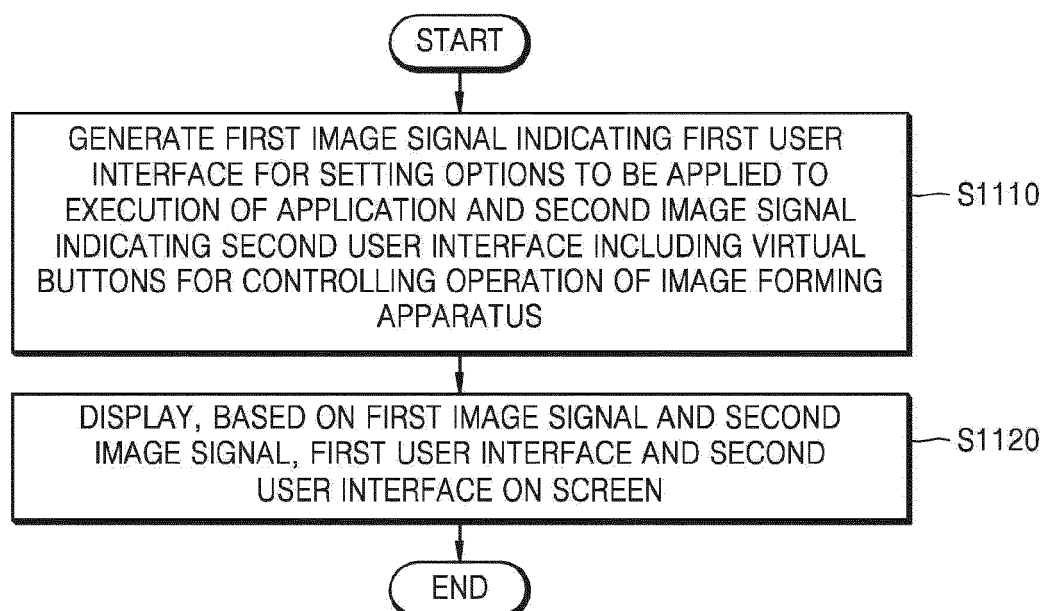 START
GENERATE FIRST IMAGE SIGNAL INDICATING FIRST USER
INTERFACE FOR SETTING OPTIONS TO BE APPLIED TO
EXECUTION OF APPLICATION AND SECOND IMAGE SIGNAL
INDICATING SECOND USER INTERFACE INCLUDING VIRTUAL
BUTTONS FOR CONTROLLING OPERATION OF IMAGE FORMING
APPARATUS
S1110
DISPLAY, BASED ON FIRST IMAGE SIGNAL AND SECOND
IMAGE SIGNAL, FIRST USER INTERFACE AND SECOND
USER INTERFACE ON SCREEN
S1120
END